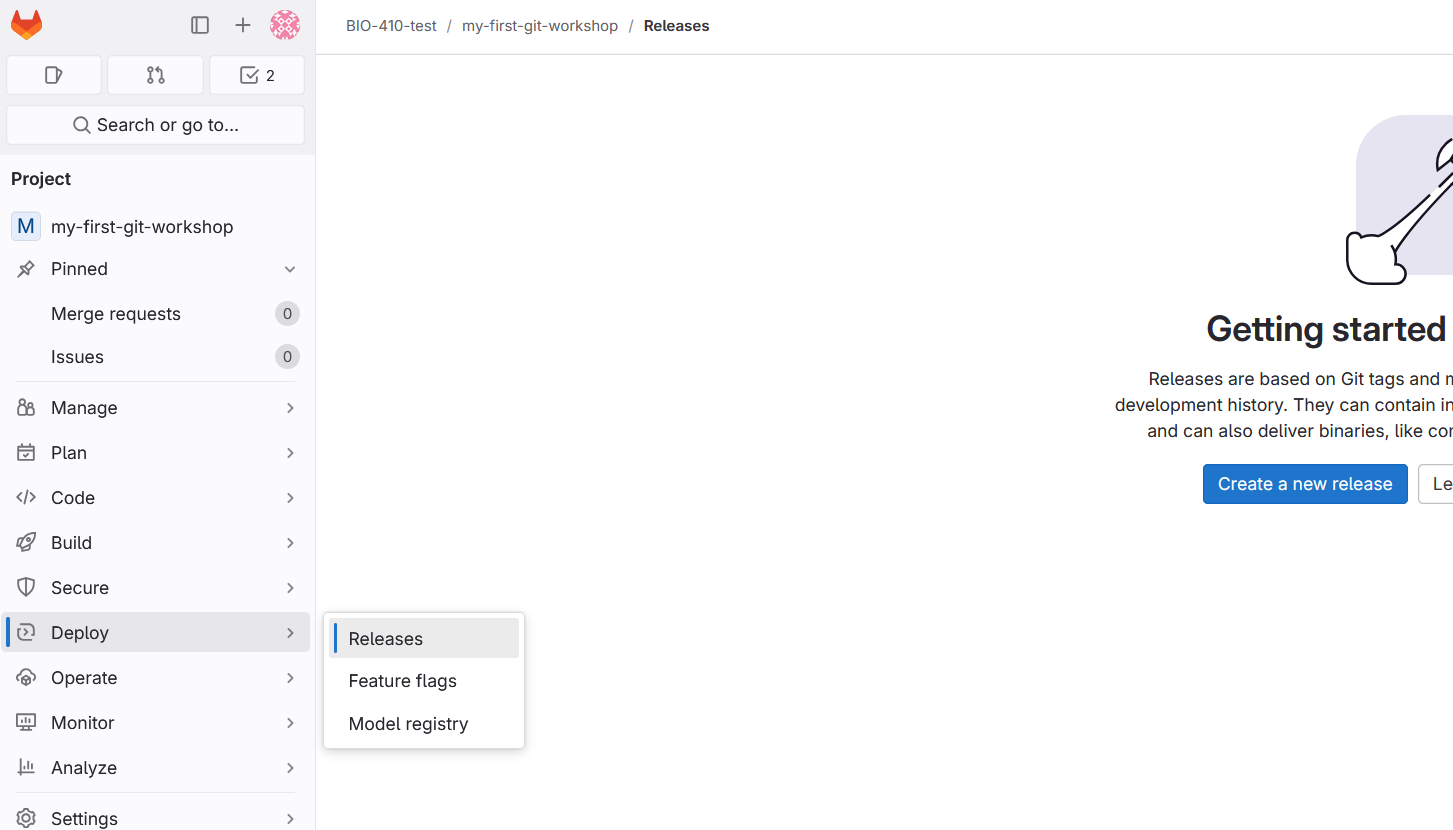 BIO-410-test / my-first-git-workshop / Releases
2
Search or go to...
Project
M my-first-git-workshop
Pinned
Merge requests 0
Issues 0
Manage
Plan
Code
Build
Secure
Deploy
Operate
Monitor
Analyze
Settings
Releases
Feature flags
Model registry
Getting started
Releases are based on Git tags and
development history. They can contain
and can also deliver binaries, like
Create a new release